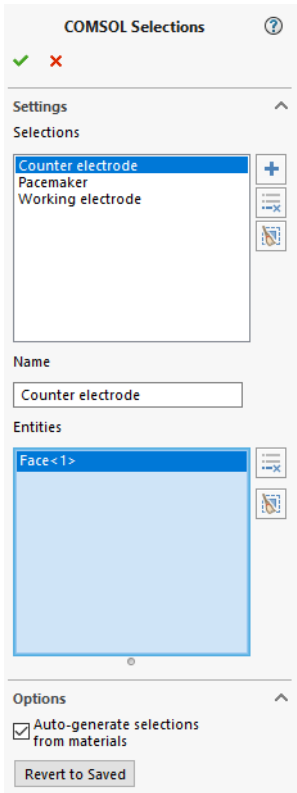 COMSOL Selections
?
Settings
Selections
Counter electrode
Pacemaker
Working electrode
Name
Counter electrode
Entities
Face<1>
Options
Auto-generate selections
from materials
Revert to Saved